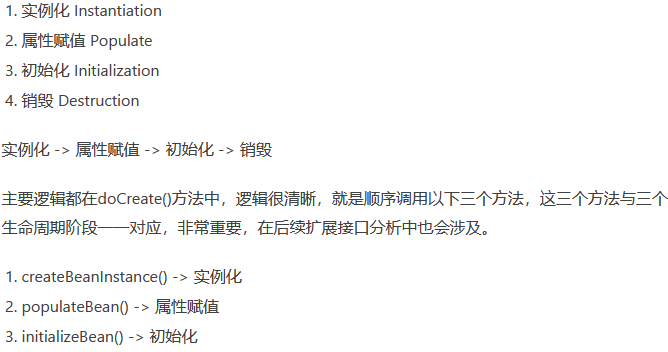 1. 实例化 Instantiation
2. 属性赋值 Populate
3. 初始化 Initialization
4. 销毁 Destruction
实例化 -> 属性赋值 -> 初始化 -> 销毁
主要逻辑都在doCreate()方法中，逻辑很清晰，就是顺序调用以下三个方法，这三个方法与三个
生命周期阶段一一对应，非常重要，在后续扩展接口分析中也会涉及。
1. createBeanInstance() -> 实例化
2. populateBean() -> 属性赋值
3. initializeBean() -> 初始化